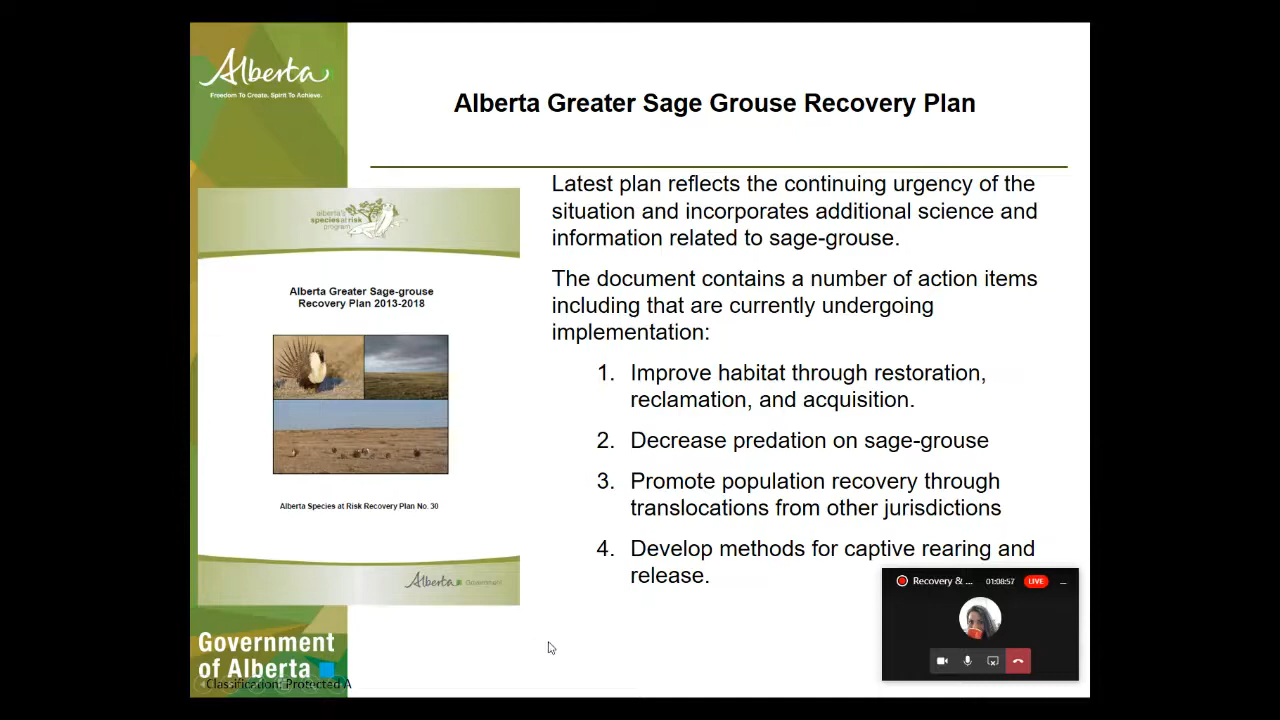 Alberta
Freedom To Create. Spirit To Achieve.
Alberta Greater Sage Grouse Recovery Plan
alberta's
species at risk
program
Alberta Greater Sage-grouse
Recovery Plan 2013-2018
Alberta Species at Risk Recovery Plan No. 30
Alberta Government
Latest plan reflects the continuing urgency of the
situation and incorporates additional science and
information related to sage-grouse.
The document contains a number of action items
including that are currently undergoing
implementation:
1. Improve habitat through restoration,
reclamation, and acquisition.
2. Decrease predation on sage-grouse
3. Promote population recovery through
translocations from other jurisdictions
4. Develop methods for captive rearing and
release.
Recovery & ... 01:08:57 LIVE
Government
of Alberta
Classification: Protected A